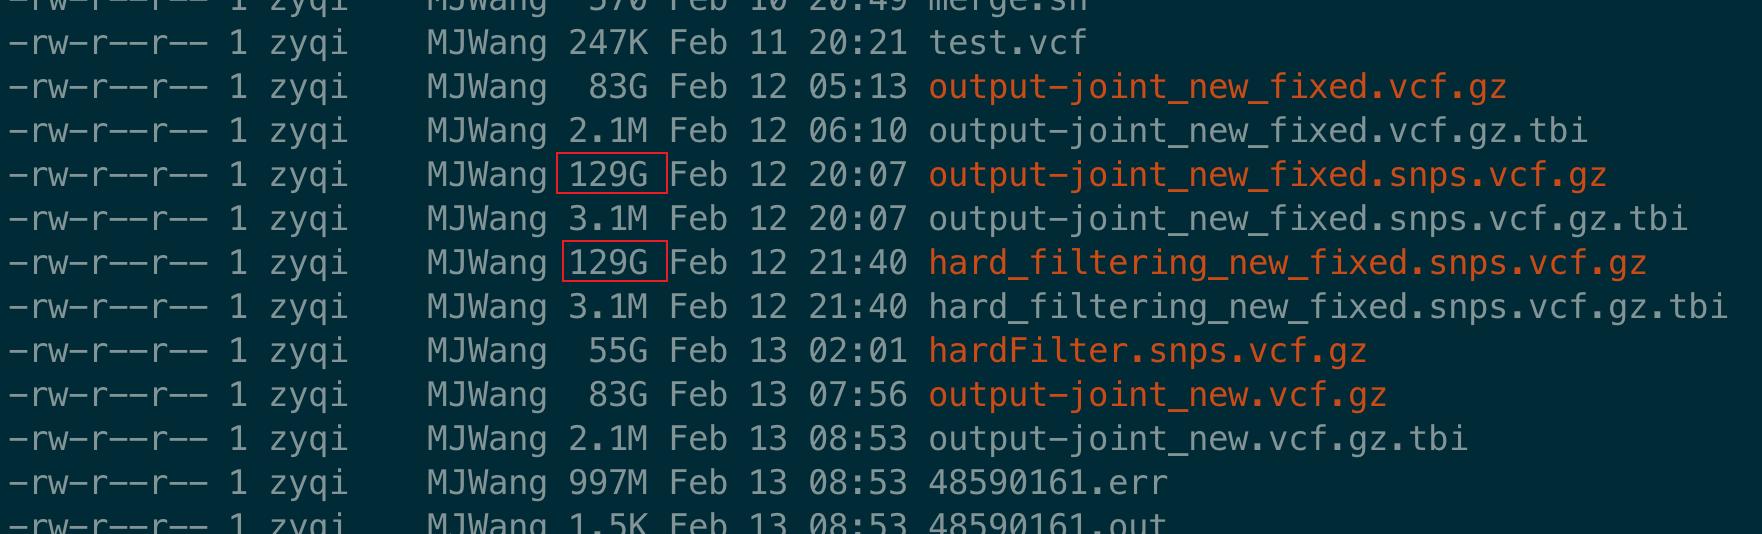 -rw-r--r-- 1 zyqi    MJWang  570 Feb 10 20:49 merge.sh
-rw-r--r-- 1 zyqi    MJWang 247K Feb 11 20:21 test.vcf
-rw-r--r-- 1 zyqi    MJWang  83G Feb 12 05:13 output-joint_new_fixed.vcf.gz
-rw-r--r-- 1 zyqi    MJWang 2.1M Feb 12 06:10 output-joint_new_fixed.vcf.gz.tbi
-rw-r--r-- 1 zyqi    MJWang 129G Feb 12 20:07 output-joint_new_fixed.snps.vcf.gz
-rw-r--r-- 1 zyqi    MJWang 3.1M Feb 12 20:07 output-joint_new_fixed.snps.vcf.gz.tbi
-rw-r--r-- 1 zyqi    MJWang 129G Feb 12 21:40 hard_filtering_new_fixed.snps.vcf.gz
-rw-r--r-- 1 zyqi    MJWang 3.1M Feb 12 21:40 hard_filtering_new_fixed.snps.vcf.gz.tbi
-rw-r--r-- 1 zyqi    MJWang  55G Feb 13 02:01 hardFilter.snps.vcf.gz
-rw-r--r-- 1 zyqi    MJWang  83G Feb 13 07:56 output-joint_new.vcf.gz
-rw-r--r-- 1 zyqi    MJWang 2.1M Feb 13 08:53 output-joint_new.vcf.gz.tbi
-rw-r--r-- 1 zyqi    MJWang 997M Feb 13 08:53 48590161.err
-rw-r--r-- 1 zyqi    MJWang 1.5K Feb 13 08:53 48590161.out